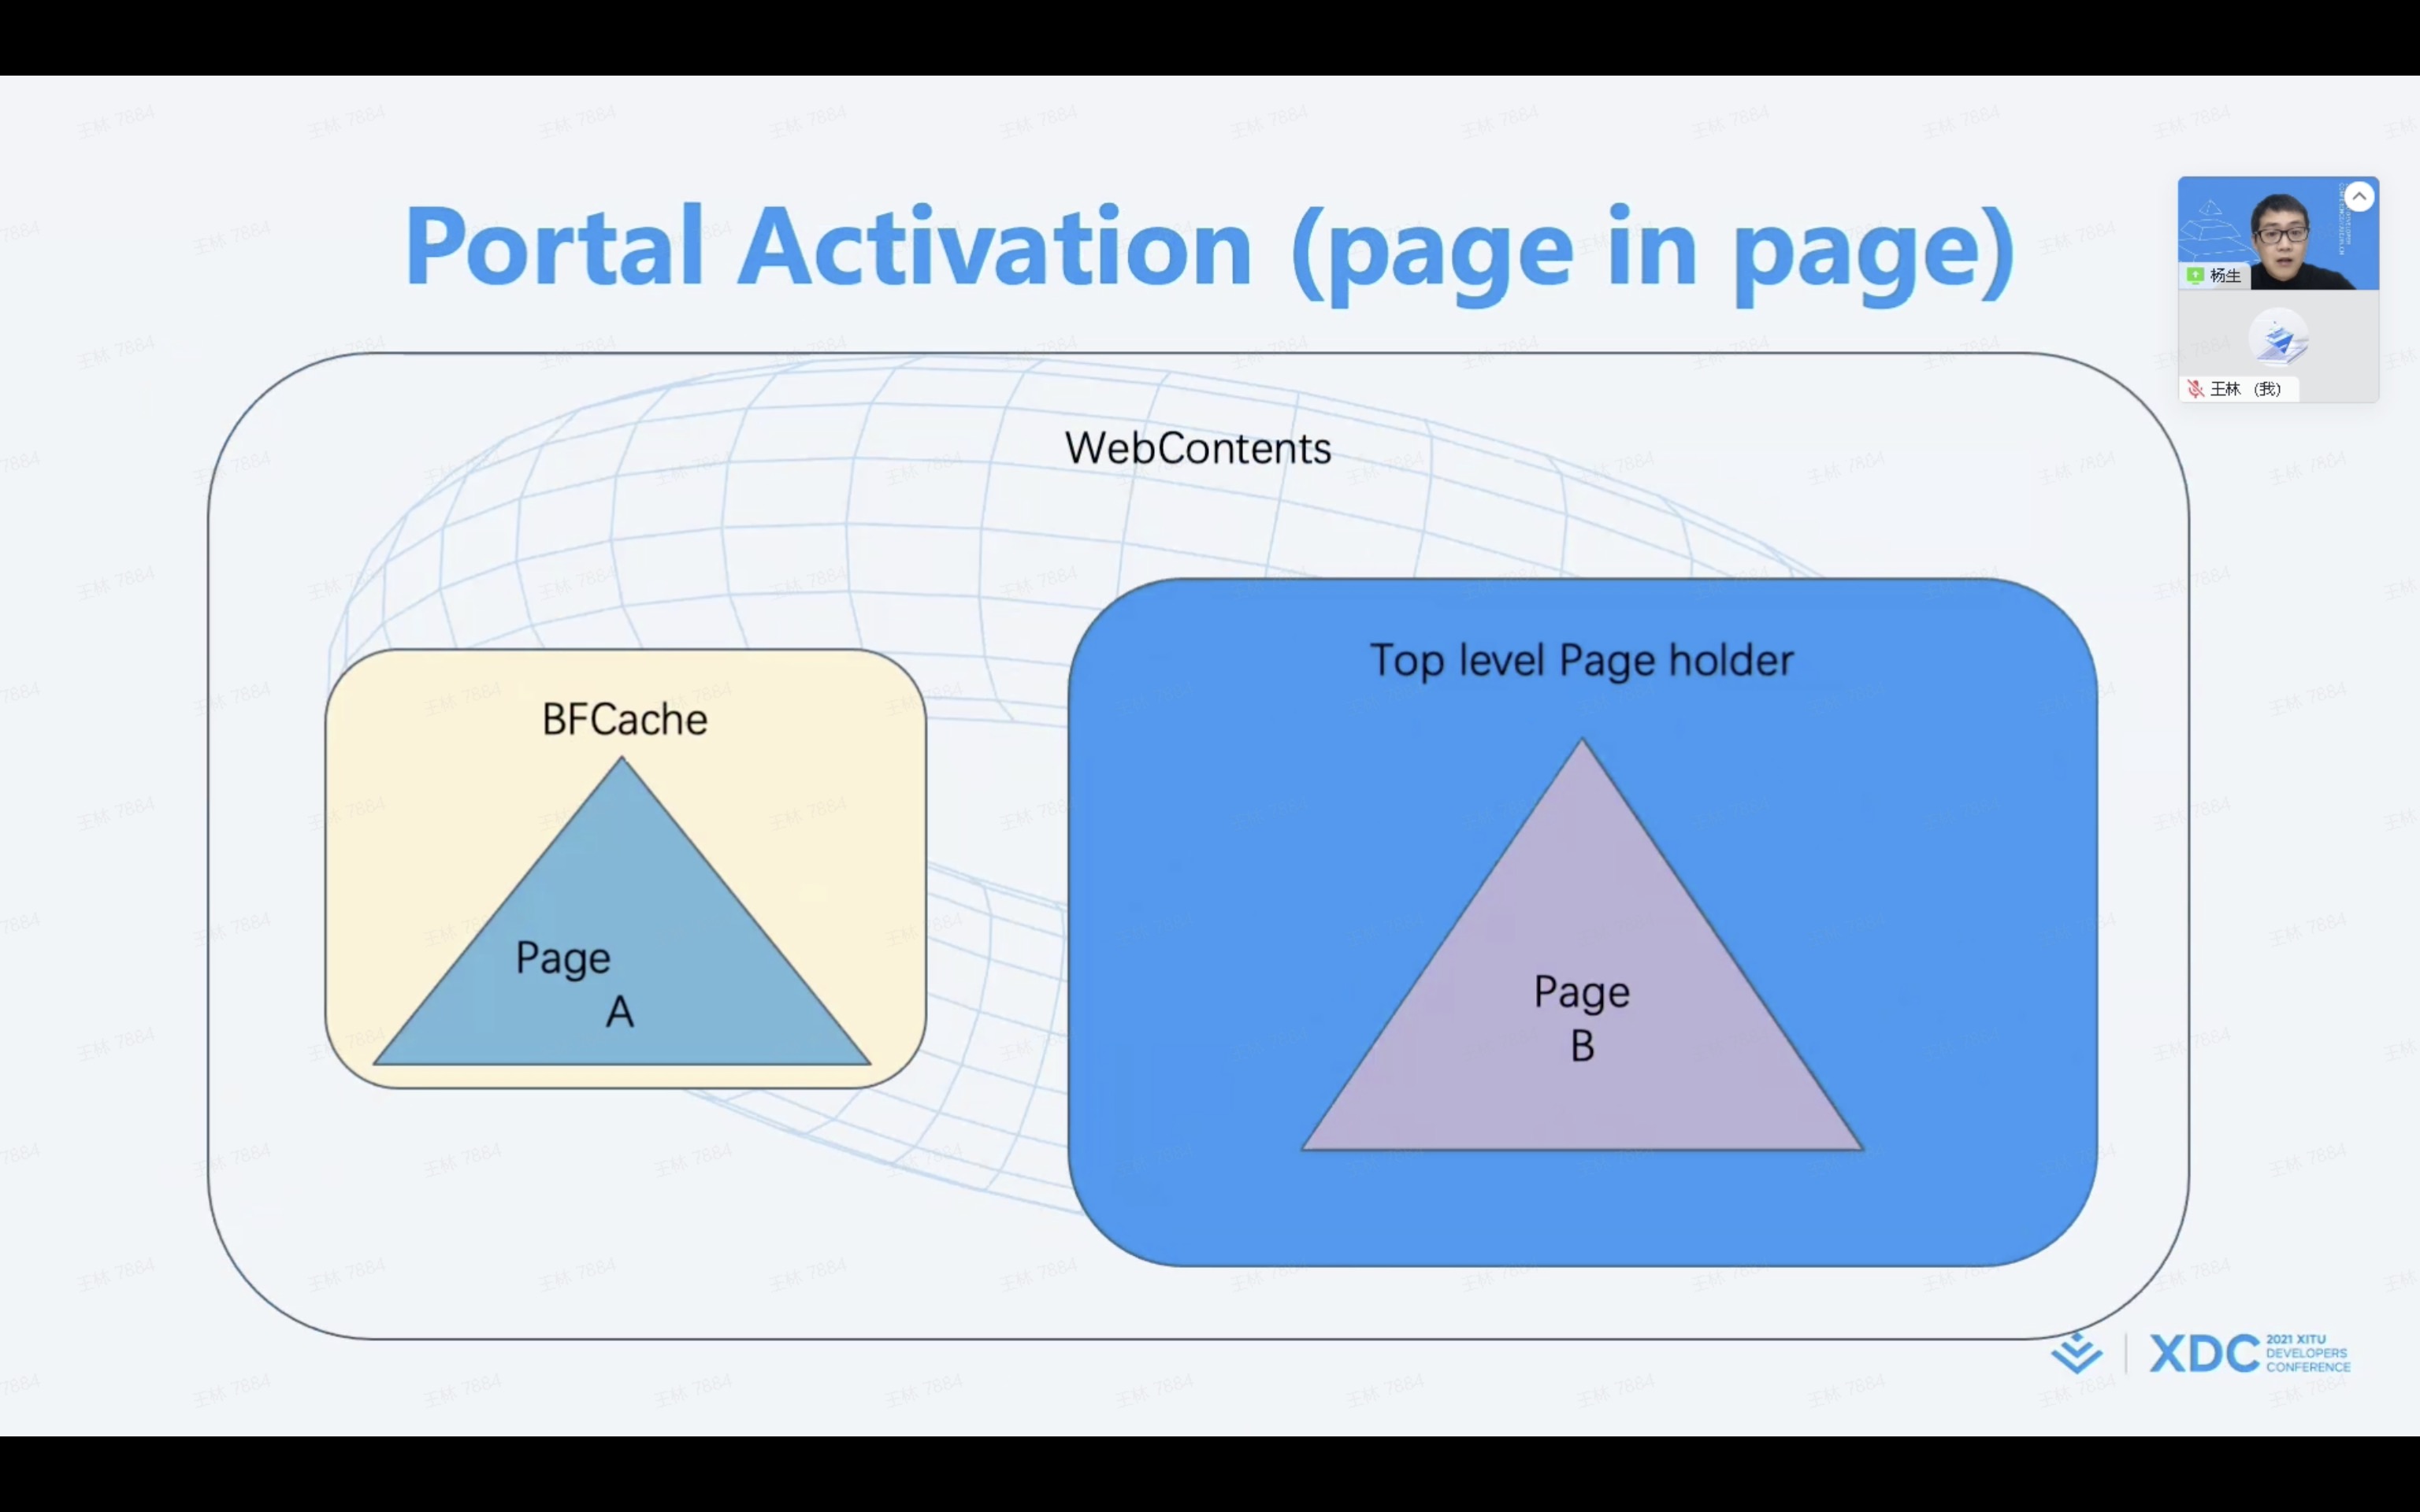 Portal Activation (page in page)
杨生
王林 (我)
WebContents
Top level Page holder
BFCache
Page
A
Page
B
XDC
2021 XITU
DEVELOPERS
CONFERENCE
王林 7884